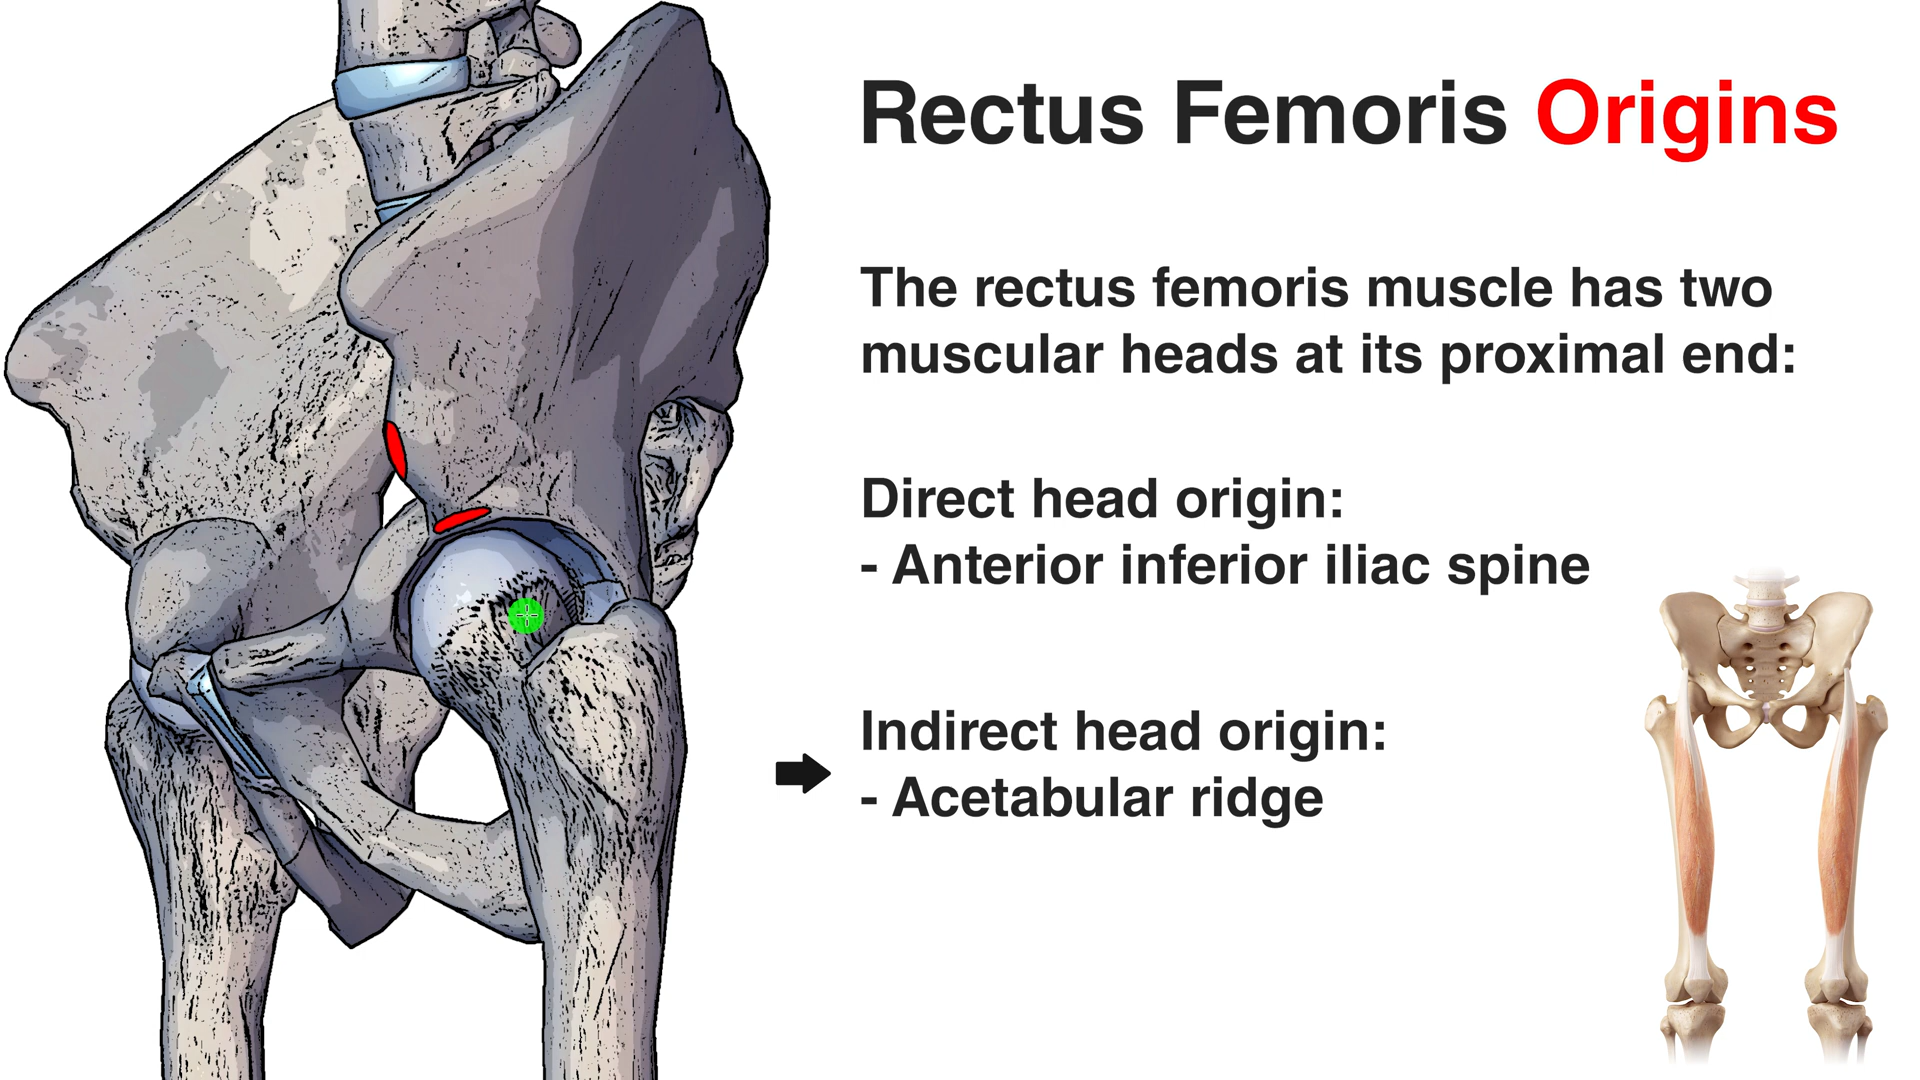 Rectus Femoris Origins
The rectus femoris muscle has two
muscular heads at its proximal end:
Direct head origin:
- Anterior inferior iliac spine
Indirect head origin:
- Acetabular ridge